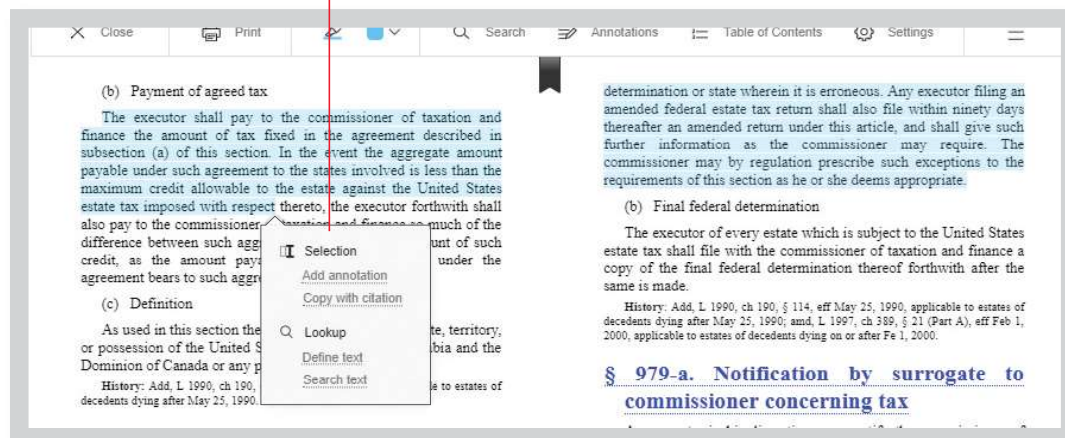 Close Print Search Annotations Table of Contents Settings
(b) Payment of agreed tax
The executor shall pay to the commissioner of taxation and
finance the amount of tax fixed in the agreement described in
subsection (a) of this section. In the event the aggregate amount
payable under such agreement to the states involved is less than the
maximum credit allowable to the estate against the United States
estate tax imposed with respect thereto, the executor forthwith shall
also pay to the commissioner taxation and finance so much of the
difference between such agg unt of such
credit, as the amount paya under the
agreement bears to such aggre
(c) Definition
As used in this section the te, territory,
or possession of the United S bia and the
Dominion of Canada or any p
History: Add, L 1990, ch 190, le to estates of
decedents dying after May 25, 1990.
Selection
Add annotation
Copy with citation
Lookup
Define text
Search text
determination or state wherein it is erroneous. Any executor filing an
amended federal estate tax return shall also file within ninety days
thereafter an amended return under this article, and shall give such
further information as the commissioner may require. The
commissioner may by regulation prescribe such exceptions to the
requirements of this section as he or she deems appropriate.
(b) Final federal determination
The executor of every estate which is subject to the United States
estate tax shall file with the commissioner of taxation and finance a
copy of the final federal determination thereof forthwith after the
same is made.
History: Add, L 1990, ch 190, § 114, eff May 25, 1990, applicable to estates of
decedents dying after May 25, 1990; amd, L 1997, ch 389, § 21 (Part A), eff Feb 1,
2000, applicable to estates of decedents dying on or after Fe 1, 2000.
§ 979-a. Notification by surrogate to
commissioner concerning tax